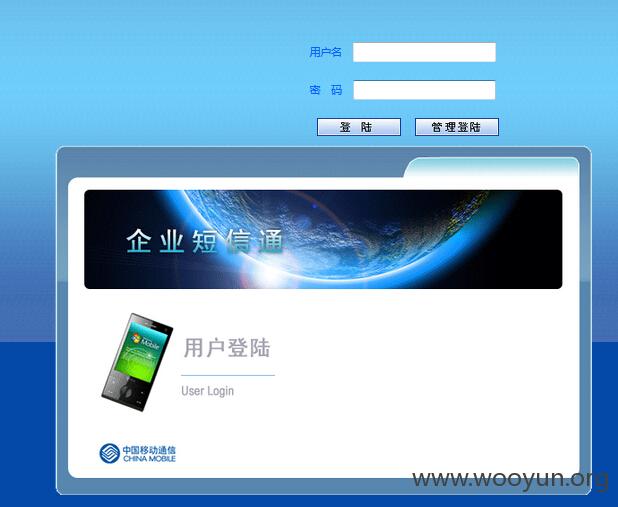 用户名
密 码
登 陆 管理登陆
企业短信通
Mobile
用户登陆
User Login
中国移动通信
CHINA MOBILE
www.wooyun.org